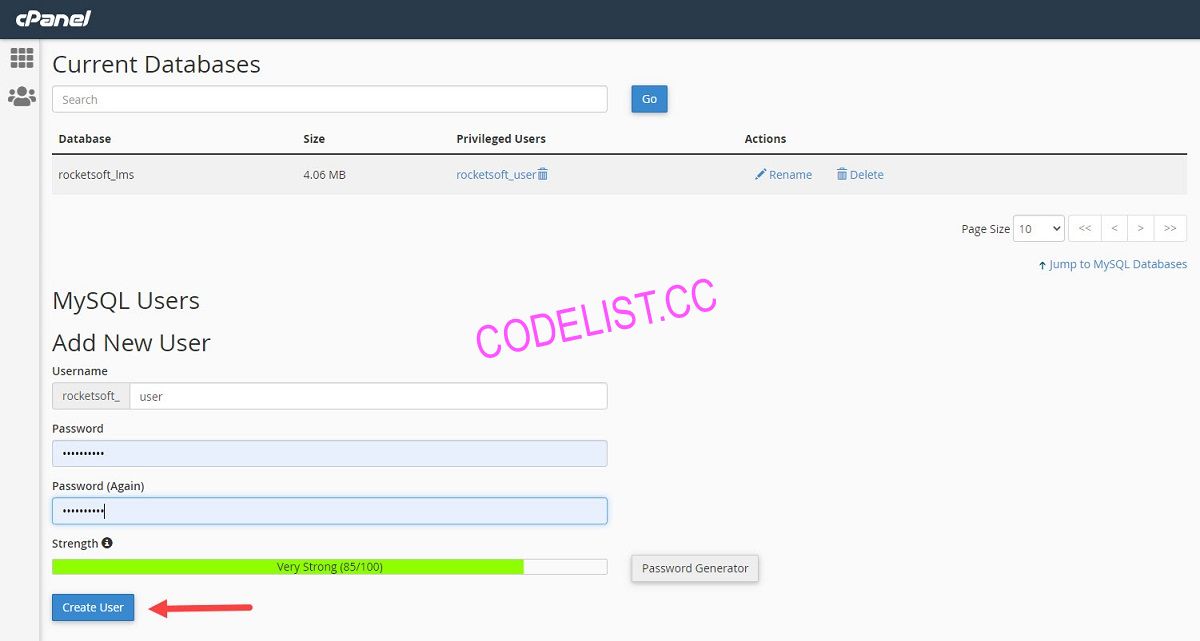 cPanel
Current Databases
Search
Go
Database Size Privileged Users Actions
rocketsoft_lms 4.06 MB rocketsoft_user Rename Delete
Page Size 10 << < > >>
Jump to MySQL Databases
MySQL Users
CODELIST.CC
Add New User
Username
rocketsoft_ user
Password
••••••••••
Password (Again)
••••••••••
Strength
Very Strong (85/100)
Password Generator
Create User